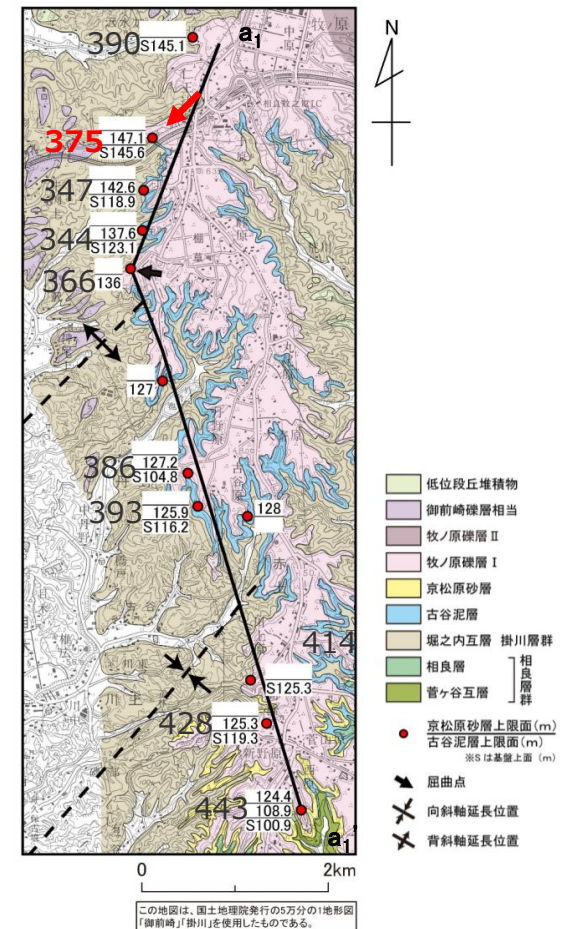 390
S145.1
a₁
N
牧ノ原
中原
375
147.1
S145.6
347
142.6
S118.9
344
137.6
S123.1
366
136
127
386
127.2
S104.8
393
125.9
S116.2
128
414
S125.3
428
125.3
S119.3
新野原
443
124.4
108.9
S100.9
a₁'
低位段丘堆積物
御前崎礫層相当
牧ノ原礫層Ⅱ
牧ノ原礫層Ⅰ
京松原砂層
古谷泥層
堀之内互層 掛川層群
相良層
菅ヶ谷互層
相良層群
京松原砂層上限面(m)
古谷泥層上限面(m)
※Sは基盤上面(m)
屈曲点
向斜軸延長位置
背斜軸延長位置
0 2km
この地図は、国土地理院発行の5万分の1地形図
「御前崎」「掛川」を使用したものである。